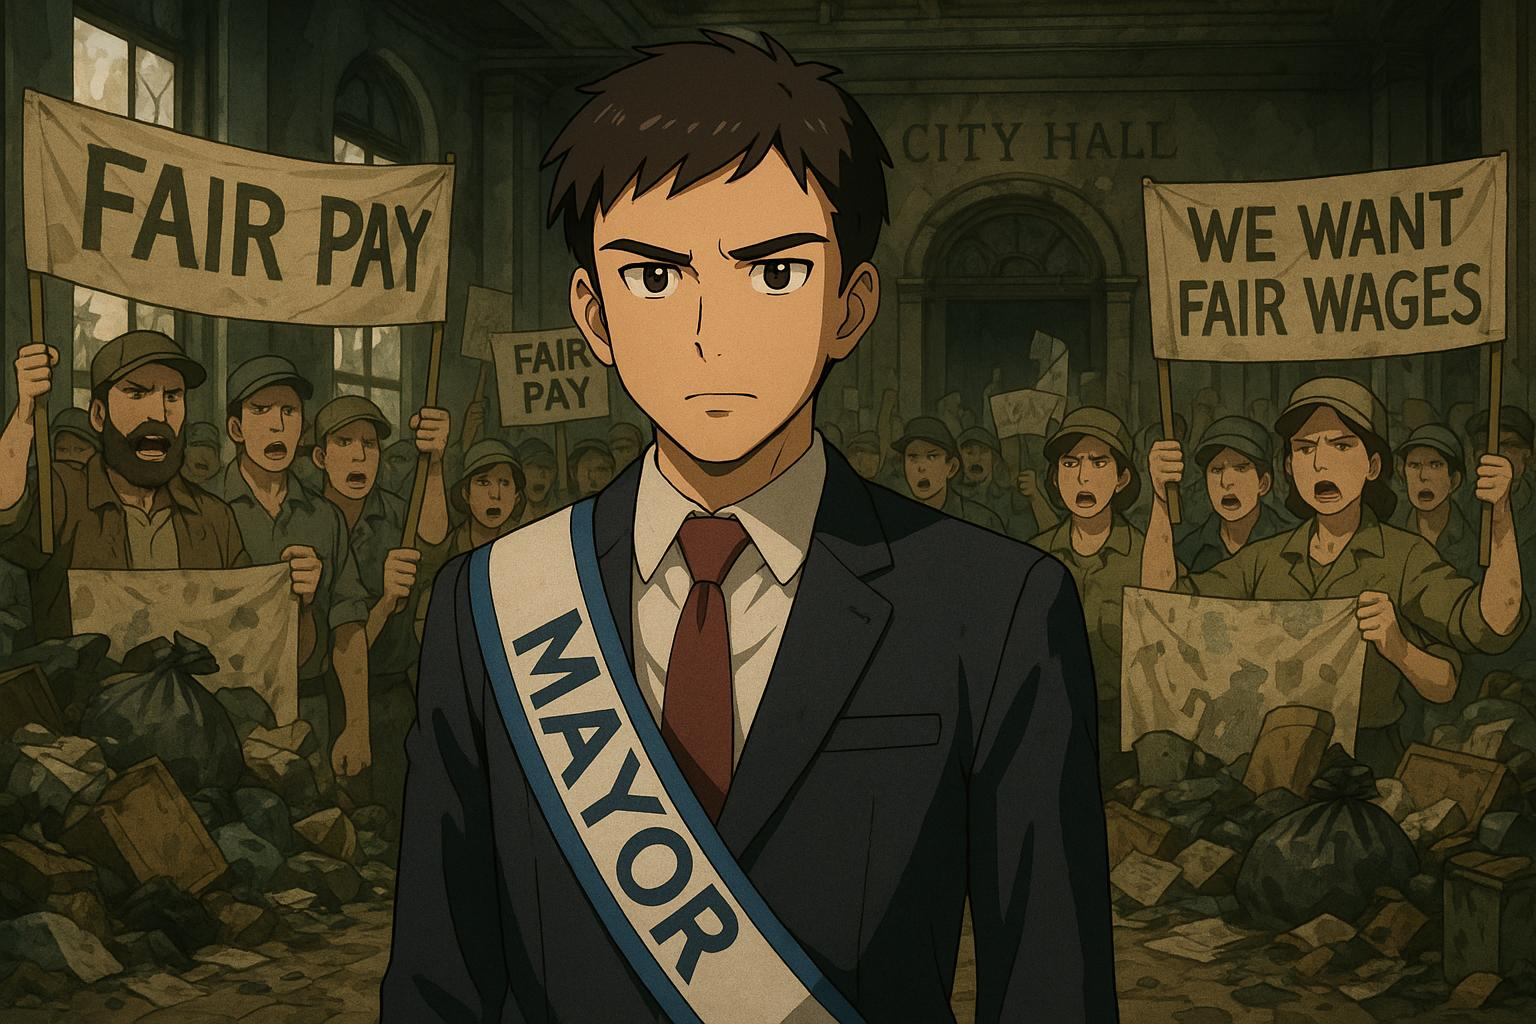 CITY HALL
FAIR PAY
WE WANT
FAIR WAGES
FAIR
PAY
MAYOR